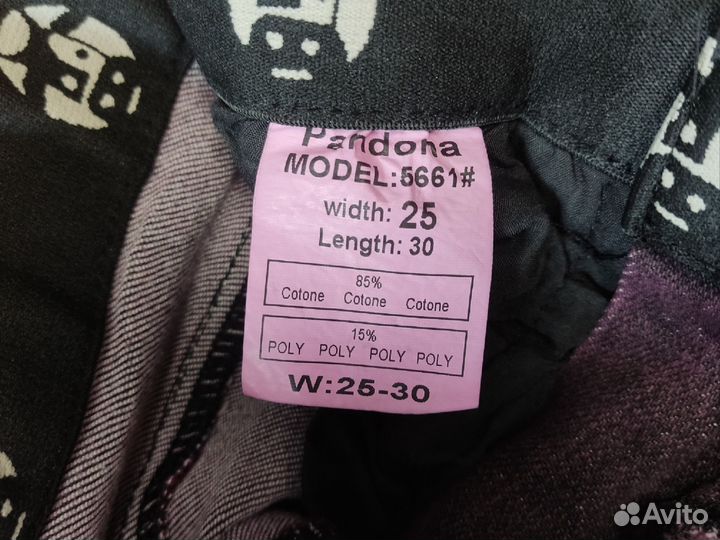 Pandona
MODEL:5661#
width: 25
Length: 30
85%
Cotone Cotone Cotone
15%
POLY POLY POLY POLY
W:25-30
Avito